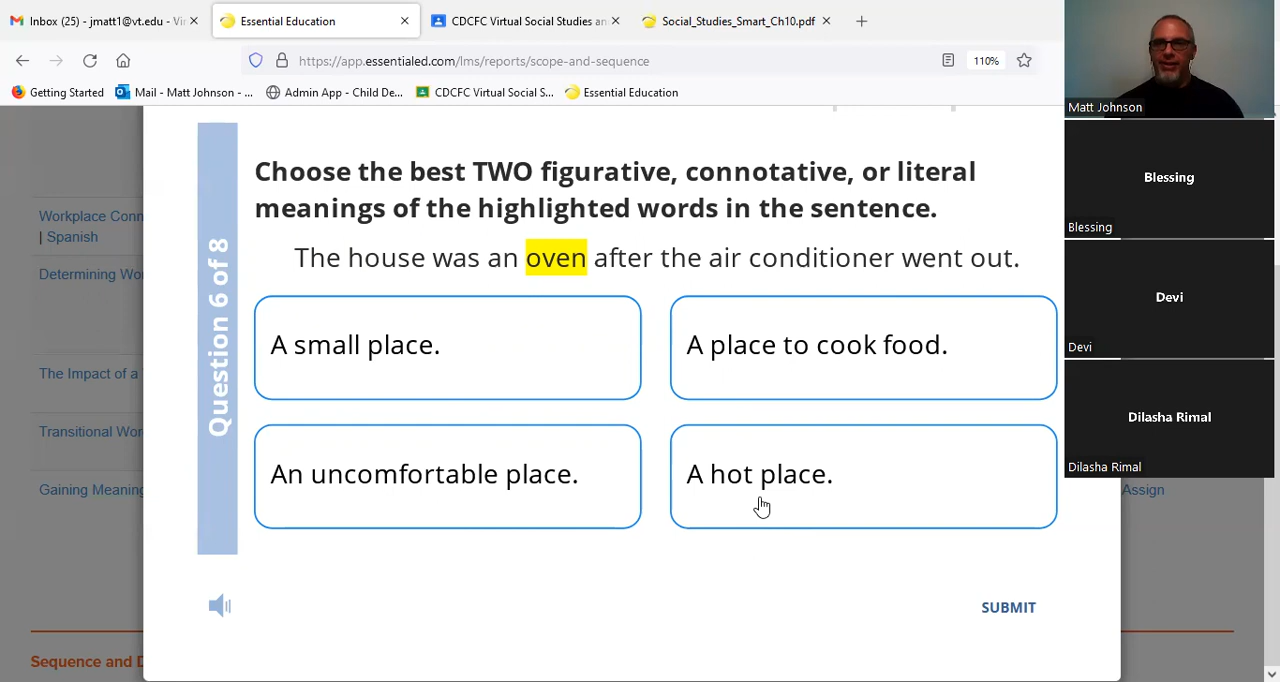 Inbox (25) - jmatt1@vt.edu - Vir
Essential Education
CDCFC Virtual Social Studies an
Social_Studies_Smart_Ch10.pdf
https://app.essentialed.com/lms/reports/scope-and-sequence
110%
Getting Started
Mail - Matt Johnson - ...
Admin App - Child De...
CDCFC Virtual Social S...
Essential Education
Matt Johnson
Blessing
Blessing
Devi
Devi
Dilasha Rimal
Dilasha Rimal
Workplace Conn
| Spanish
Determining Wo
The Impact of a
Transitional Wor
Gaining Meaning
Assign
Sequence and D
Question 6 of 8
Choose the best TWO figurative, connotative, or literal
meanings of the highlighted words in the sentence.
The house was an oven after the air conditioner went out.
A small place.
A place to cook food.
An uncomfortable place.
A hot place.
SUBMIT